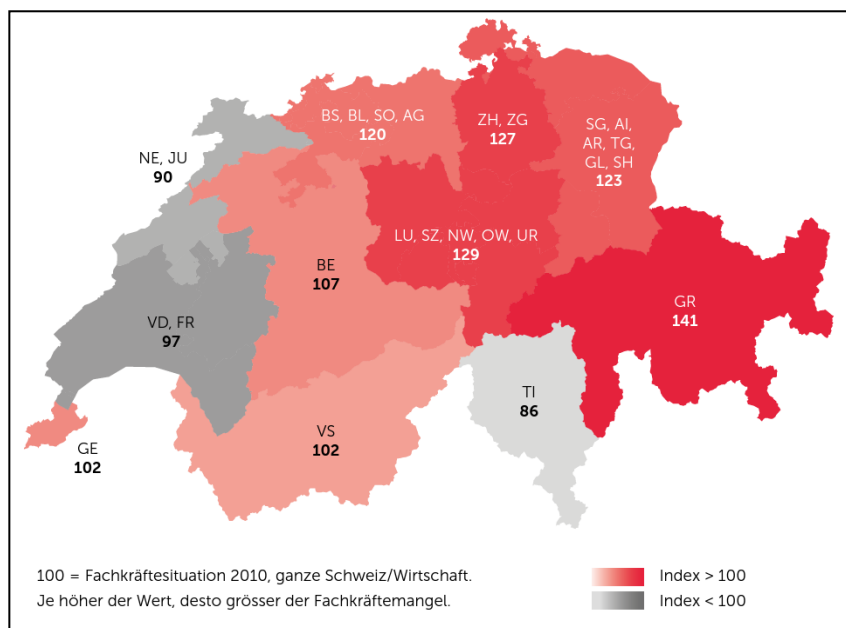 BS, BL, SO, AG
120
ZH, ZG
127
SG, AI,
AR, TG,
GL, SH
123
NE, JU
90
LU, SZ, NW, OW, UR
129
BE
107
GR
141
VD, FR
97
TI
86
VS
102
GE
102
100 = Fachkräftesituation 2010, ganze Schweiz/Wirtschaft.
Je höher der Wert, desto grösser der Fachkräftemangel.
Index > 100
Index < 100